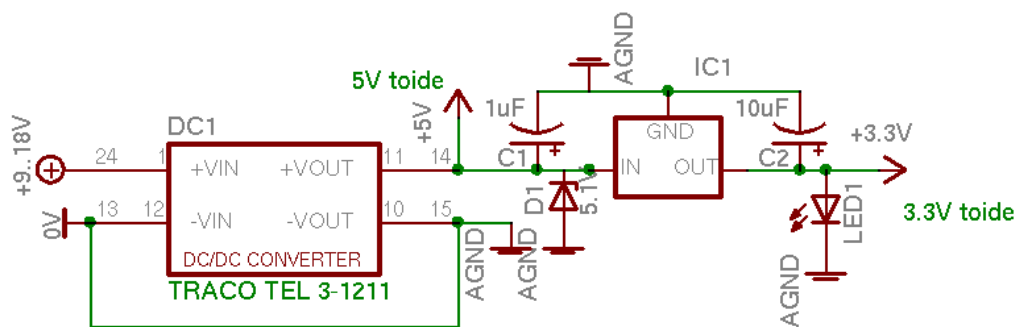 AGND
5V toide
IC1
1uF
10uF
+5V
DC1
GND
+3.3V
+9..18V
24
1
+VIN
+VOUT
11
14
C1
IN
OUT
C2
D1
5.1V
LED1
3.3V toide
0V
13
12
-VIN
-VOUT
10
15
AGND
AGND
DC/DC CONVERTER
TRACO TEL 3-1211
AGND